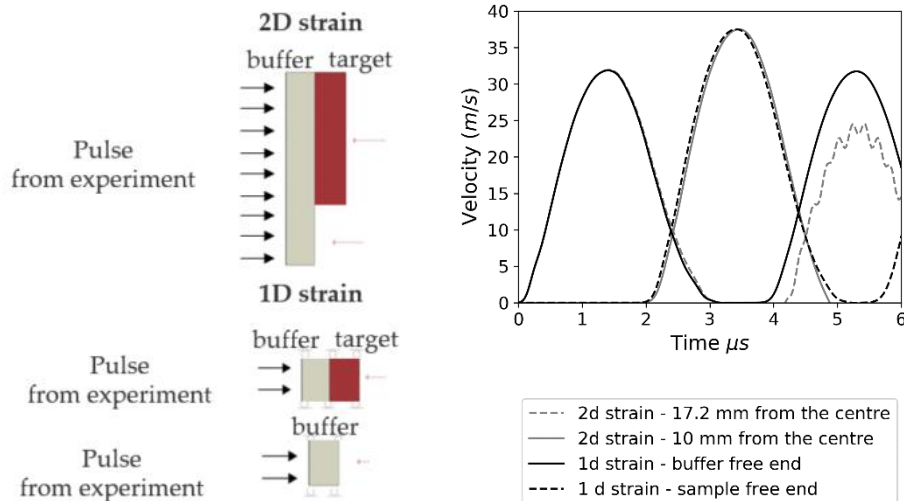 2D strain
buffer target
Pulse
from experiment
1D strain
buffer target
Pulse
from experiment
buffer
Pulse
from experiment
40
35
30
25
20
15
10
5
0
Velocity (m/s)
0 1 2 3 4 5 6
Time μs
2d strain - 17.2 mm from the centre
2d strain - 10 mm from the centre
1d strain - buffer free end
1 d strain - sample free end